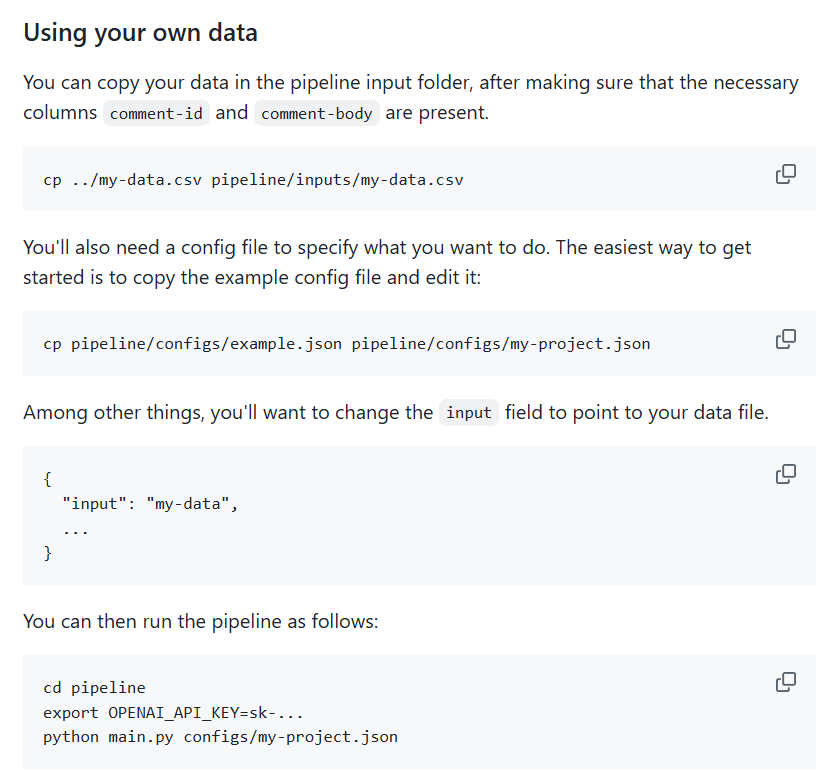 Using your own data
You can copy your data in the pipeline input folder, after making sure that the necessary
columns comment-id and comment-body are present.
cp ../my-data.csv pipeline/inputs/my-data.csv
You'll also need a config file to specify what you want to do. The easiest way to get
started is to copy the example config file and edit it:
cp pipeline/configs/example.json pipeline/configs/my-project.json
Among other things, you'll want to change the input field to point to your data file.
{
  "input": "my-data",
  ...
}
You can then run the pipeline as follows:
cd pipeline
export OPENAI_API_KEY=sk-...
python main.py configs/my-project.json